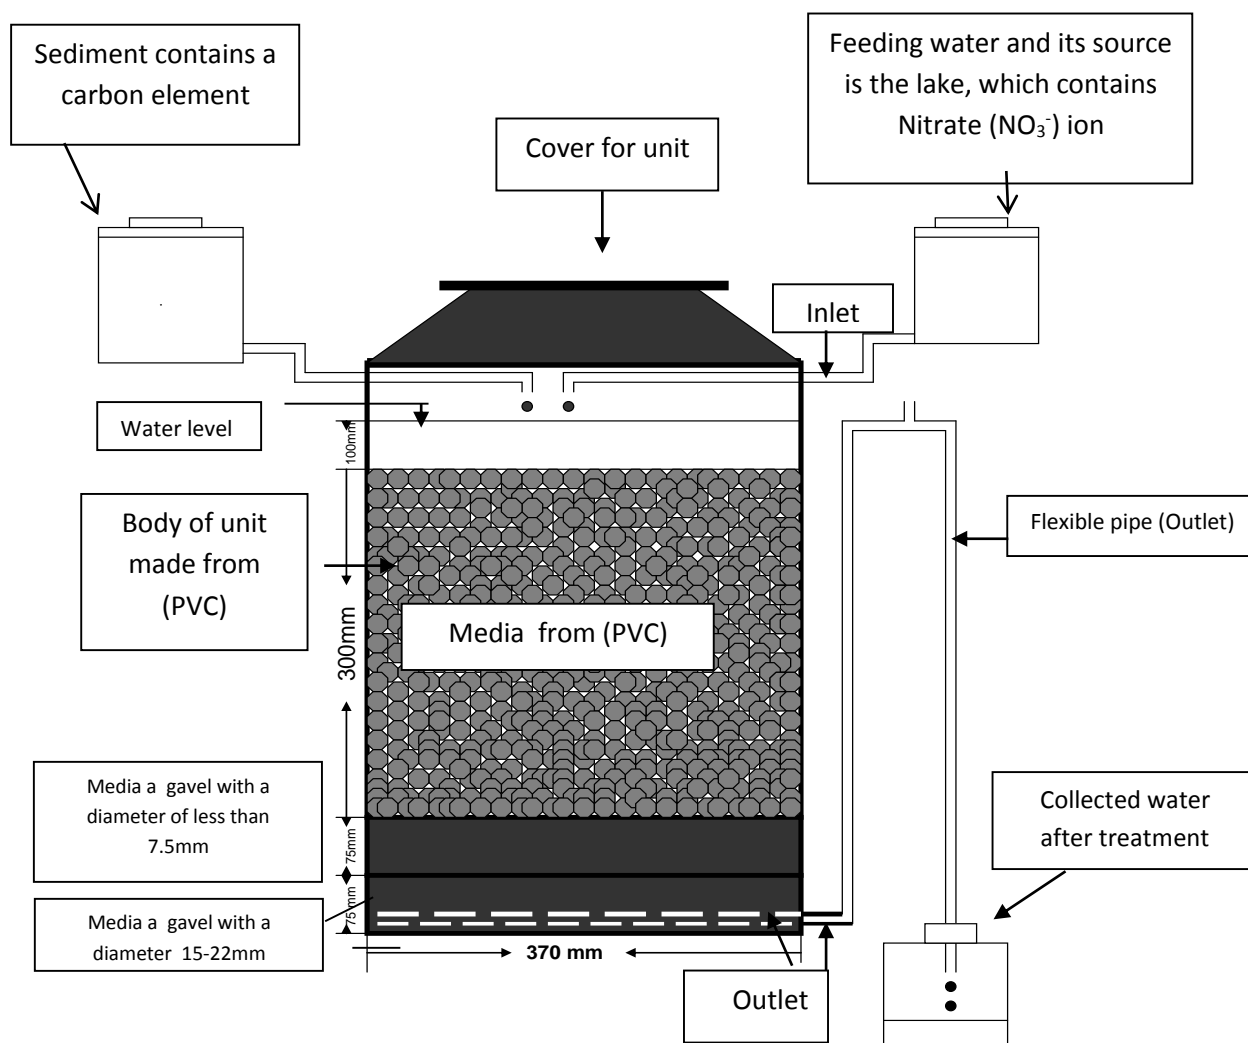 Sediment contains a
carbon element
Feeding water and its source
is the lake, which contains
Nitrate (NO₃⁻) ion
Cover for unit
Inlet
Water level
100mm
Body of unit
made from
(PVC)
Flexible pipe (Outlet)
Media from (PVC)
300mm
Media a gavel with a
diameter of less than
7.5mm
75mm
Collected water
after treatment
Media a gavel with a
diameter 15-22mm
75mm
370 mm
Outlet